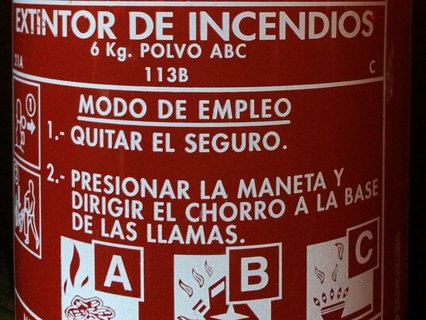 EXTINTOR DE INCENDIOS
6 Kg. POLVO ABC
21A 113B C
MODO DE EMPLEO
1.- QUITAR EL SEGURO.
2.- PRESIONAR LA MANETA Y
DIRIGIR EL CHORRO A LA BASE
DE LAS LLAMAS.
A B C